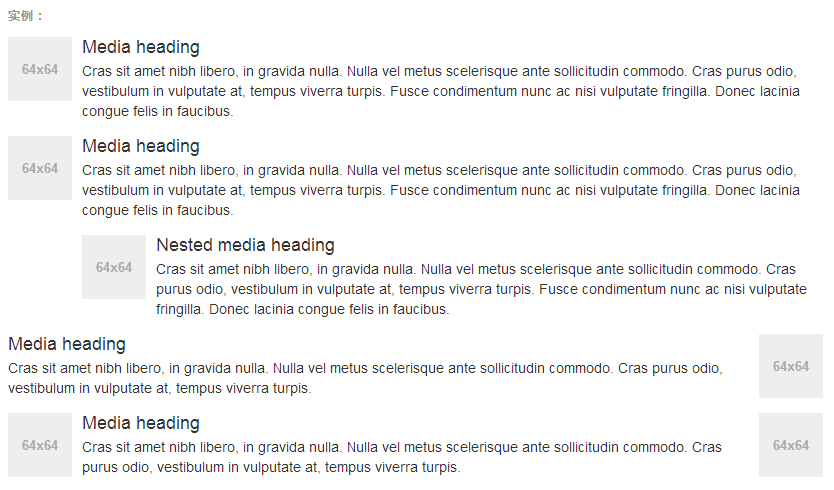 实例：
64x64
Media heading
Cras sit amet nibh libero, in gravida nulla. Nulla vel metus scelerisque ante sollicitudin commodo. Cras purus odio,
vestibulum in vulputate at, tempus viverra turpis. Fusce condimentum nunc ac nisi vulputate fringilla. Donec lacinia
congue felis in faucibus.
64x64
Media heading
Cras sit amet nibh libero, in gravida nulla. Nulla vel metus scelerisque ante sollicitudin commodo. Cras purus odio,
vestibulum in vulputate at, tempus viverra turpis. Fusce condimentum nunc ac nisi vulputate fringilla. Donec lacinia
congue felis in faucibus.
64x64
Nested media heading
Cras sit amet nibh libero, in gravida nulla. Nulla vel metus scelerisque ante sollicitudin commodo. Cras
purus odio, vestibulum in vulputate at, tempus viverra turpis. Fusce condimentum nunc ac nisi vulputate
fringilla. Donec lacinia congue felis in faucibus.
Media heading
Cras sit amet nibh libero, in gravida nulla. Nulla vel metus scelerisque ante sollicitudin commodo. Cras purus odio,
vestibulum in vulputate at, tempus viverra turpis.
64x64
64x64
Media heading
Cras sit amet nibh libero, in gravida nulla. Nulla vel metus scelerisque ante sollicitudin commodo. Cras
purus odio, vestibulum in vulputate at, tempus viverra turpis.
64x64